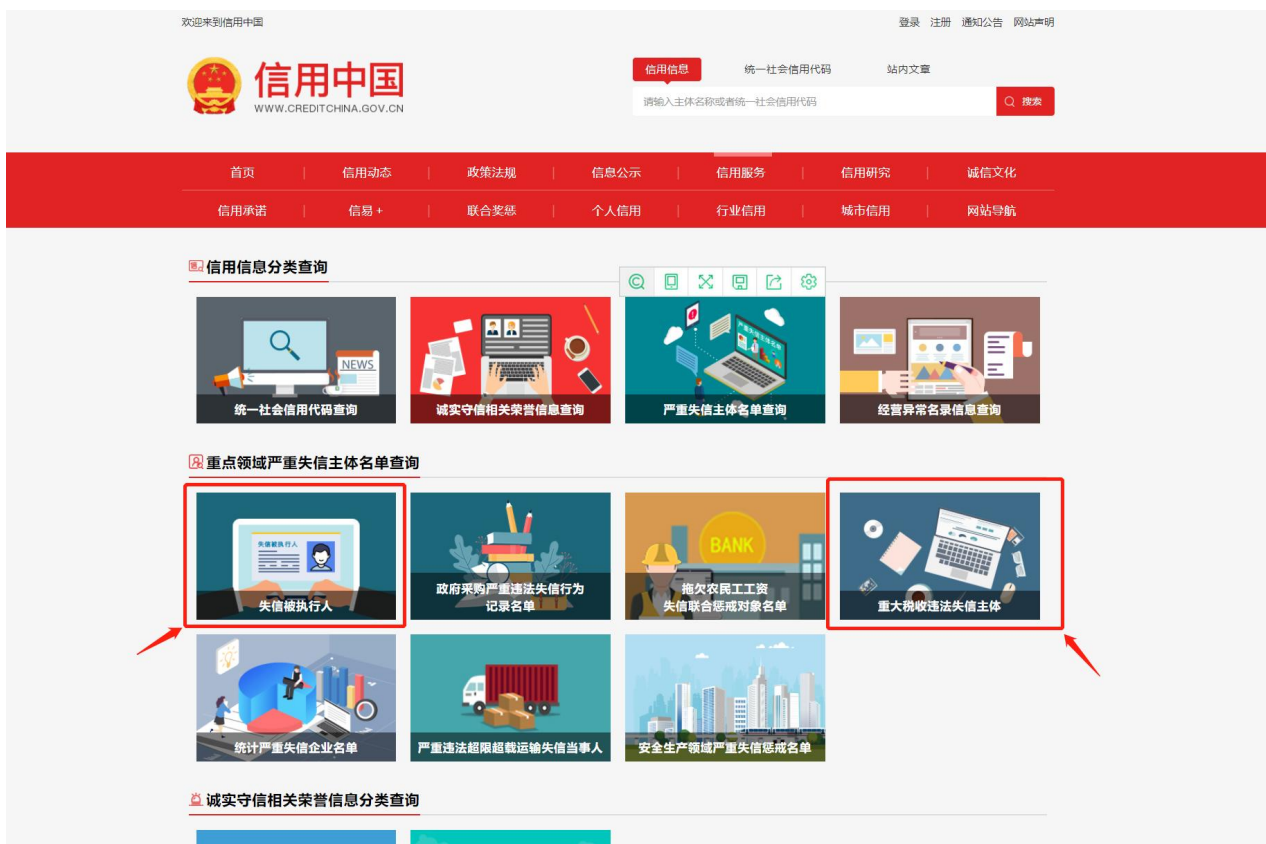 欢迎来到信用中国
登录 注册 通知公告 网站声明
信用中国
WWW.CREDITCHINA.GOV.CN
信用信息 统一社会信用代码 站内文章
请输入主体名称或者统一社会信用代码 搜索
首页 信用动态 政策法规 信息公示 信用服务 信用研究 诚信文化
信用承诺 信易+ 联合奖惩 个人信用 行业信用 城市信用 网站导航
信用信息分类查询
NEWS
严重失信主体名单
统一社会信用代码查询
诚实守信相关荣誉信息查询
严重失信主体名单查询
经营异常名录信息查询
重点领域严重失信主体名单查询
失信被执行人
BANK
失信被执行人
政府采购严重违法失信行为
记录名单
拖欠农民工工资
失信联合惩戒对象名单
重大税收违法失信主体
统计严重失信企业名单
严重违法超限超载运输失信当事人
安全生产领域严重失信惩戒名单
诚实守信相关荣誉信息分类查询